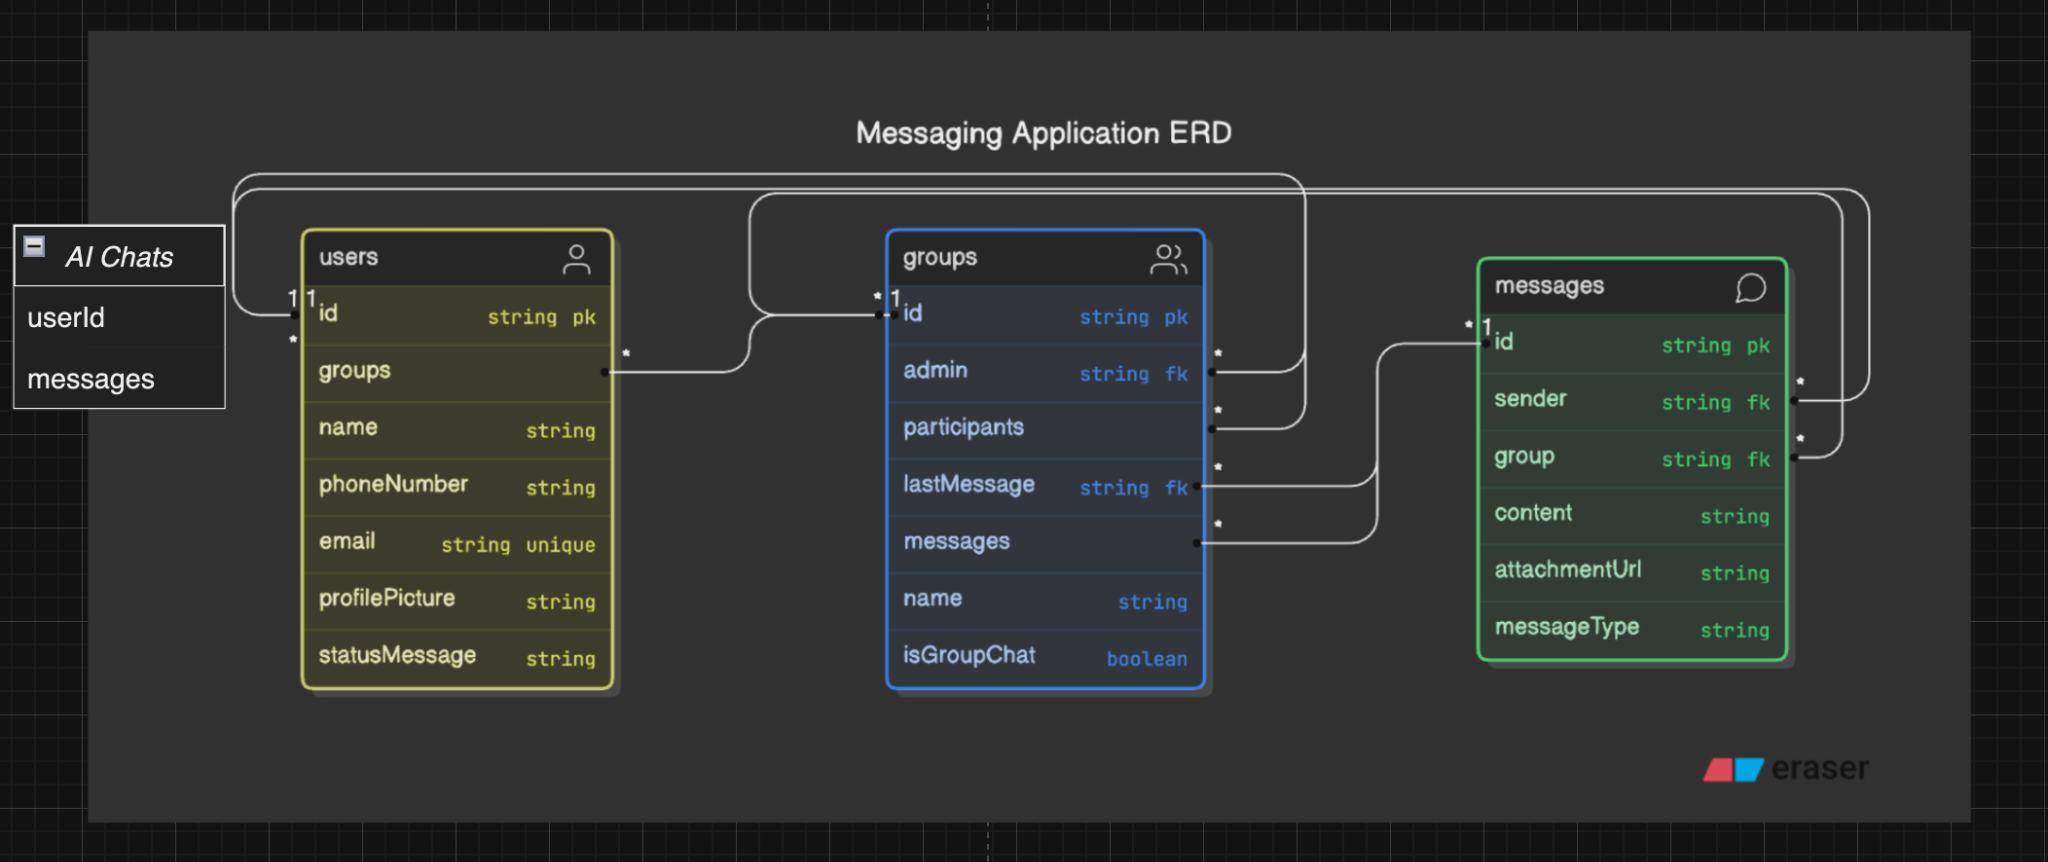 Messaging Application ERD
AI Chats
userId
messages
users
1 1
id string pk
*
groups
*
name string
phoneNumber string
email string unique
profilePicture string
statusMessage string
groups
* 1
id string pk
admin string fk
*
participants
*
lastMessage string fk
*
messages
*
name string
isGroupChat boolean
messages
* 1
id string pk
sender string fk
*
group string fk
*
content string
attachmentUrl string
messageType string
eraser